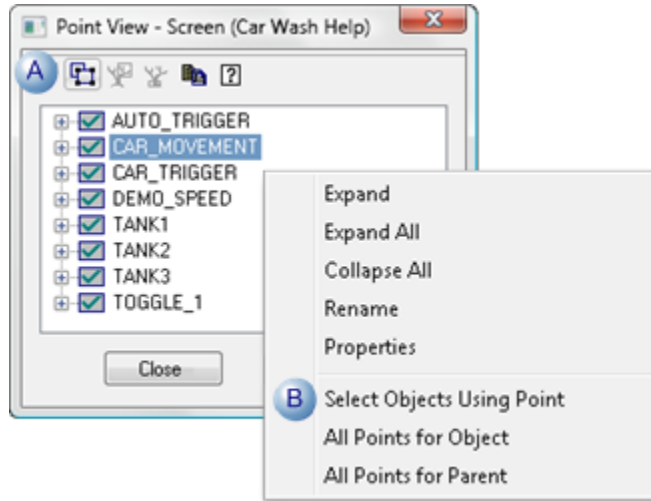 Point View - Screen (Car Wash Help)
A
?
AUTO_TRIGGER
CAR_MOVEMENT
CAR_TRIGGER
DEMO_SPEED
TANK1
TANK2
TANK3
TOGGLE_1
Close
Expand
Expand All
Collapse All
Rename
Properties
B Select Objects Using Point
All Points for Object
All Points for Parent